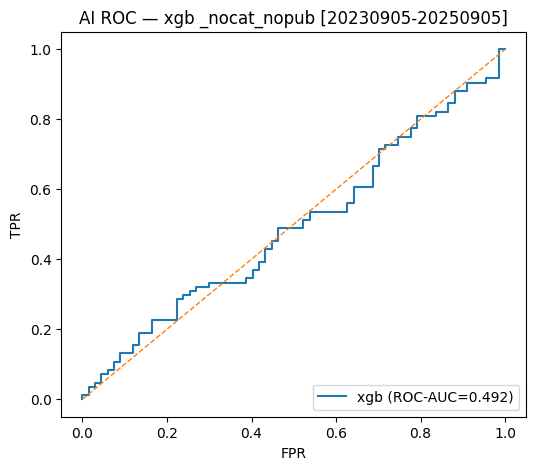 AI ROC — xgb _nocat_nopub [20230905-20250905]
1.0
0.8
0.6
0.4
0.2
0.0
TPR
0.0 0.2 0.4 0.6 0.8 1.0
FPR
xgb (ROC-AUC=0.492)